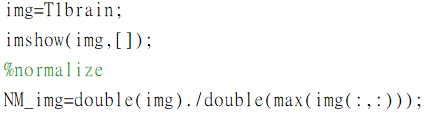 img=T1brain;
imshow(img,[]);
%normalize
NM_img=double(img)./double(max(img(:,:)));